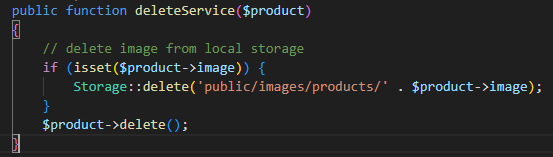 public function deleteService($product)
{
// delete image from local storage
if (isset($product->image)) {
Storage::delete('public/images/products/' . $product->image);
}
$product->delete();
}